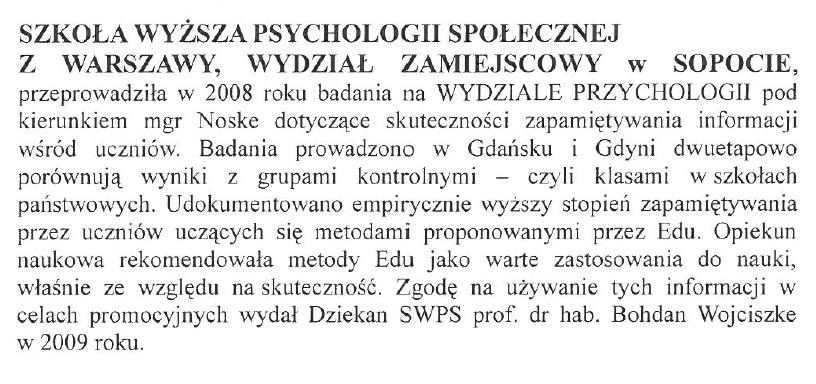 SZKOŁA WYŻSZA PSYCHOLOGII SPOŁECZNEJ
Z WARSZAWY, WYDZIAŁ ZAMIEJSCOWY w SOPOCIE,
przeprowadziła w 2008 roku badania na WYDZIALE PRZYCHOLOGII pod
kierunkiem mgr Noske dotyczące skuteczności zapamiętywania informacji
wśród uczniów. Badania prowadzono w Gdańsku i Gdyni dwuetapowo
porównują wyniki z grupami kontrolnymi – czyli klasami w szkołach
państwowych. Udokumentowano empirycznie wyższy stopień zapamiętywania
przez uczniów uczących się metodami proponowanymi przez Edu. Opiekun
naukowa rekomendowała metody Edu jako warte zastosowania do nauki,
właśnie ze względu na skuteczność. Zgodę na używanie tych informacji w
celach promocyjnych wydał Dziekan SWPS prof. dr hab. Bohdan Wojciszke
w 2009 roku.